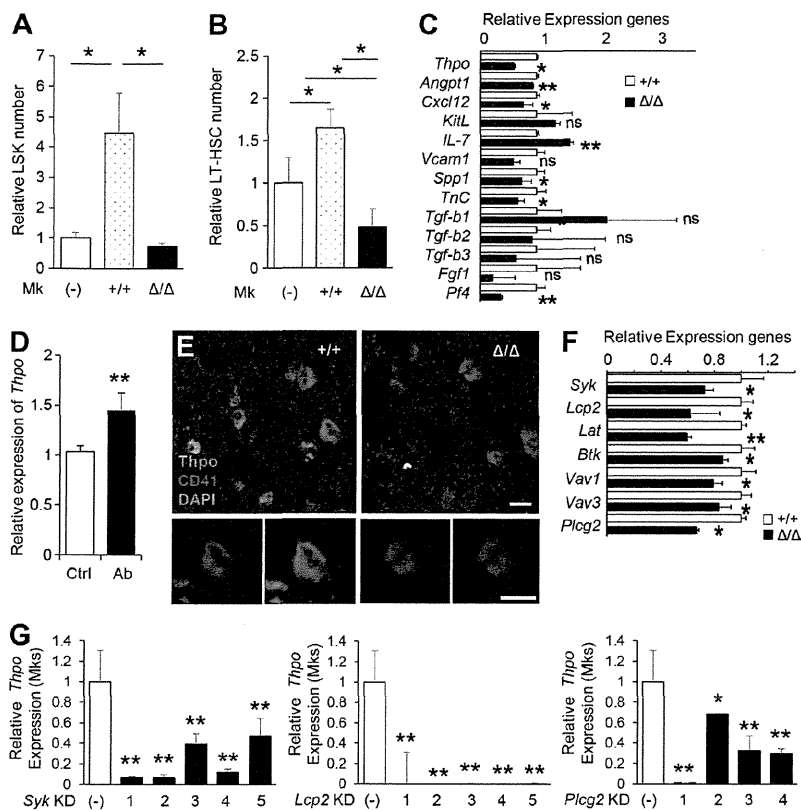 A
Relative LSK number
7
6
5
4
3
2
1
0
* *
Mk (-) +/+ Δ/Δ
B
Relative LT-HSC number
2.5
2
1.5
1
0.5
0
*
*
*
Mk (-) +/+ Δ/Δ
C
Relative Expression genes
0 1 2 3
+/+
Δ/Δ
Thpo *
Angpt1 **
Cxcl12 *
KitL ns
IL-7 **
Vcam1 ns
Spp1 *
TnC *
Tgf-b1 ns
Tgf-b2 ns
Tgf-b3 ns
Fgf1 ns
Pf4 **
D
Relative expression of Thpo
2
1.5
1
0.5
0
**
Ctrl Ab
E
+/+
Δ/Δ
Thpo
CD41
DAPI
F
Relative Expression genes
0 0.4 0.8 1.2
Syk *
Lcp2 *
Lat **
Btk *
Vav1 *
Vav3 *
Plcg2 *
+/+
Δ/Δ
G
Relative Thpo
Expression (Mks)
1.4
1.2
1
0.8
0.6
0.4
0.2
0
** ** ** ** **
Syk KD (-) 1 2 3 4 5
Relative Thpo
Expression (Mks)
1.4
1.2
1
0.8
0.6
0.4
0.2
0
** ** ** ** **
Lcp2 KD (-) 1 2 3 4 5
Relative Thpo
Expression (Mks)
1.4
1.2
1
0.8
0.6
0.4
0.2
0
** * ** **
Plcg2 KD (-) 1 2 3 4